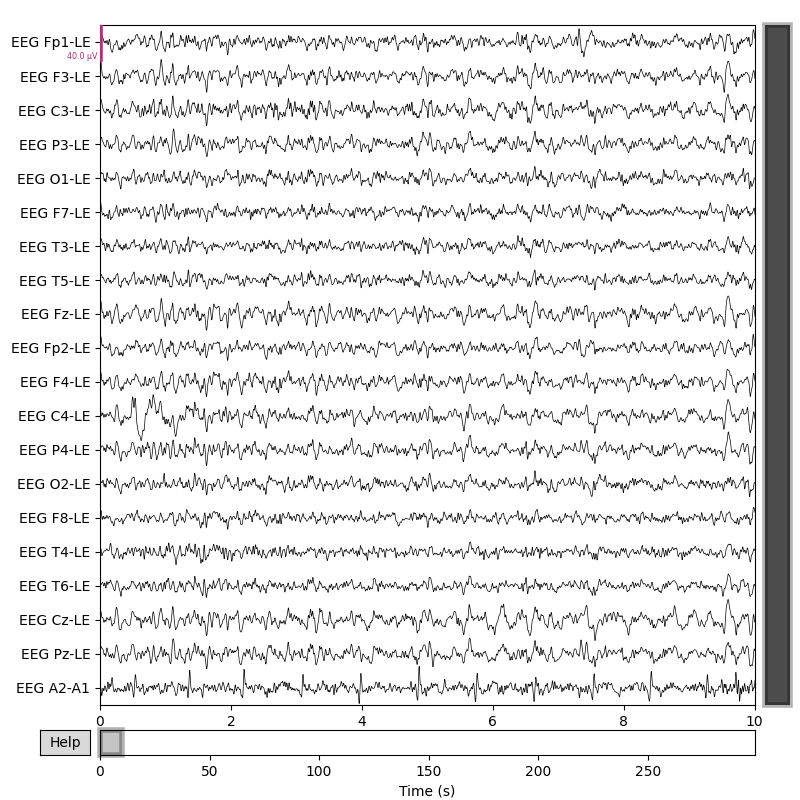 EEG Fp1-LE
40.0 µV
EEG F3-LE
EEG C3-LE
EEG P3-LE
EEG O1-LE
EEG F7-LE
EEG T3-LE
EEG T5-LE
EEG Fz-LE
EEG Fp2-LE
EEG F4-LE
EEG C4-LE
EEG P4-LE
EEG O2-LE
EEG F8-LE
EEG T4-LE
EEG T6-LE
EEG Cz-LE
EEG Pz-LE
EEG A2-A1
0 2 4 6 8 10
Help
0 50 100 150 200 250
Time (s)